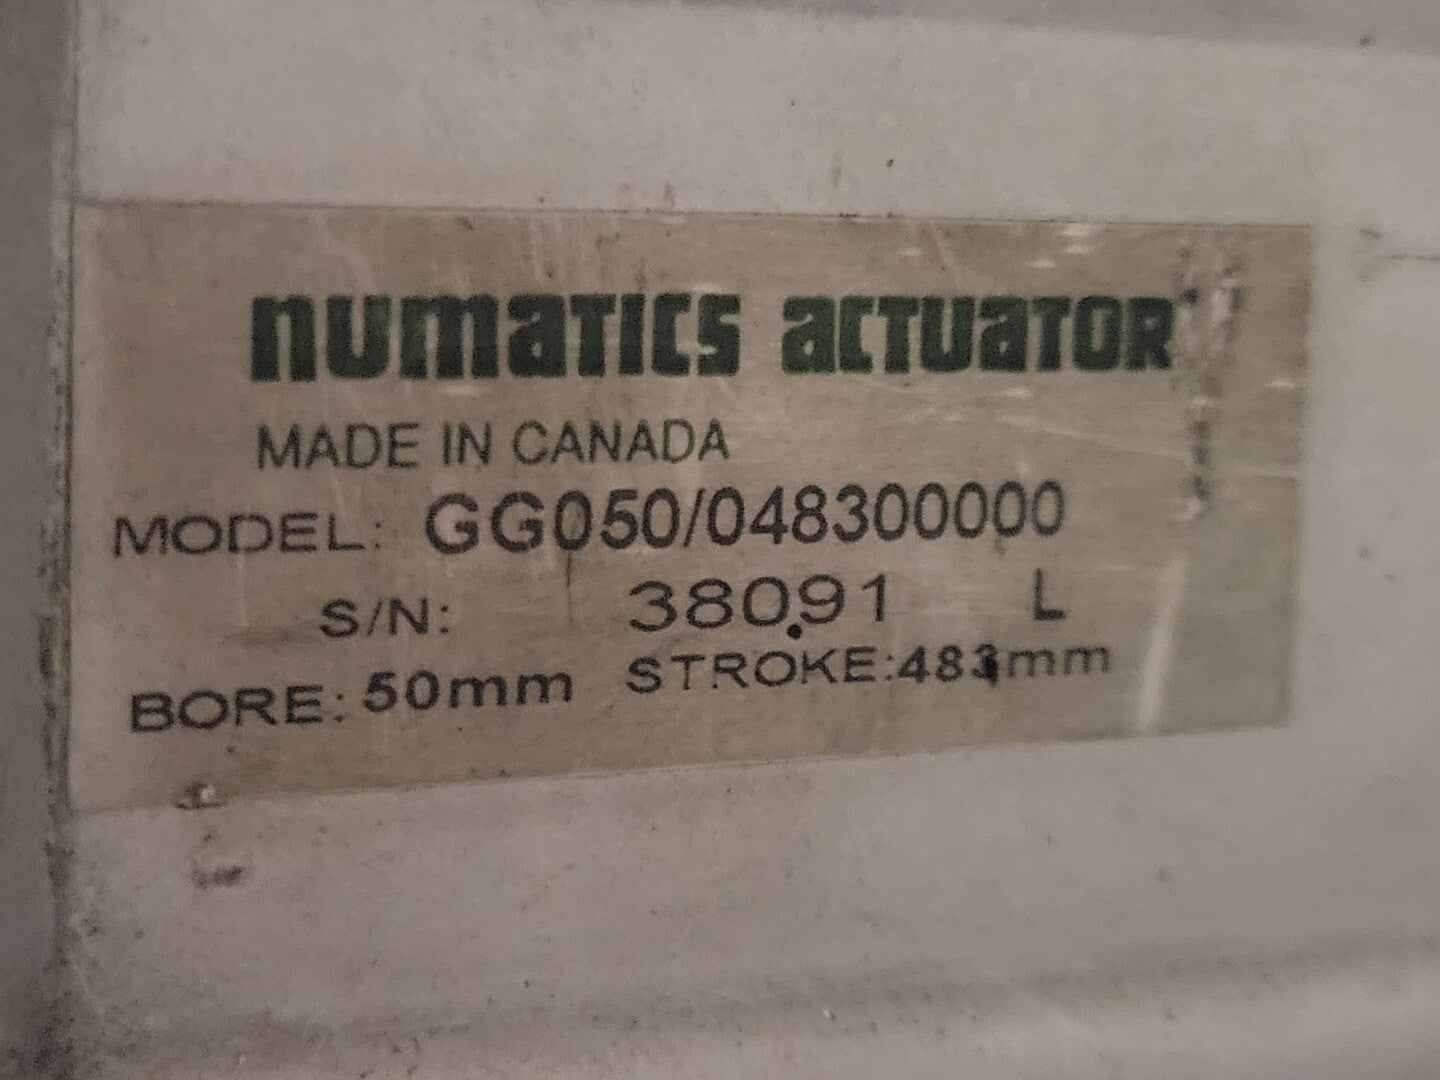 numatics actuator
MADE IN CANADA
MODEL: GG050/048300000
S/N: 38091 L
BORE: 50mm STROKE:483mm